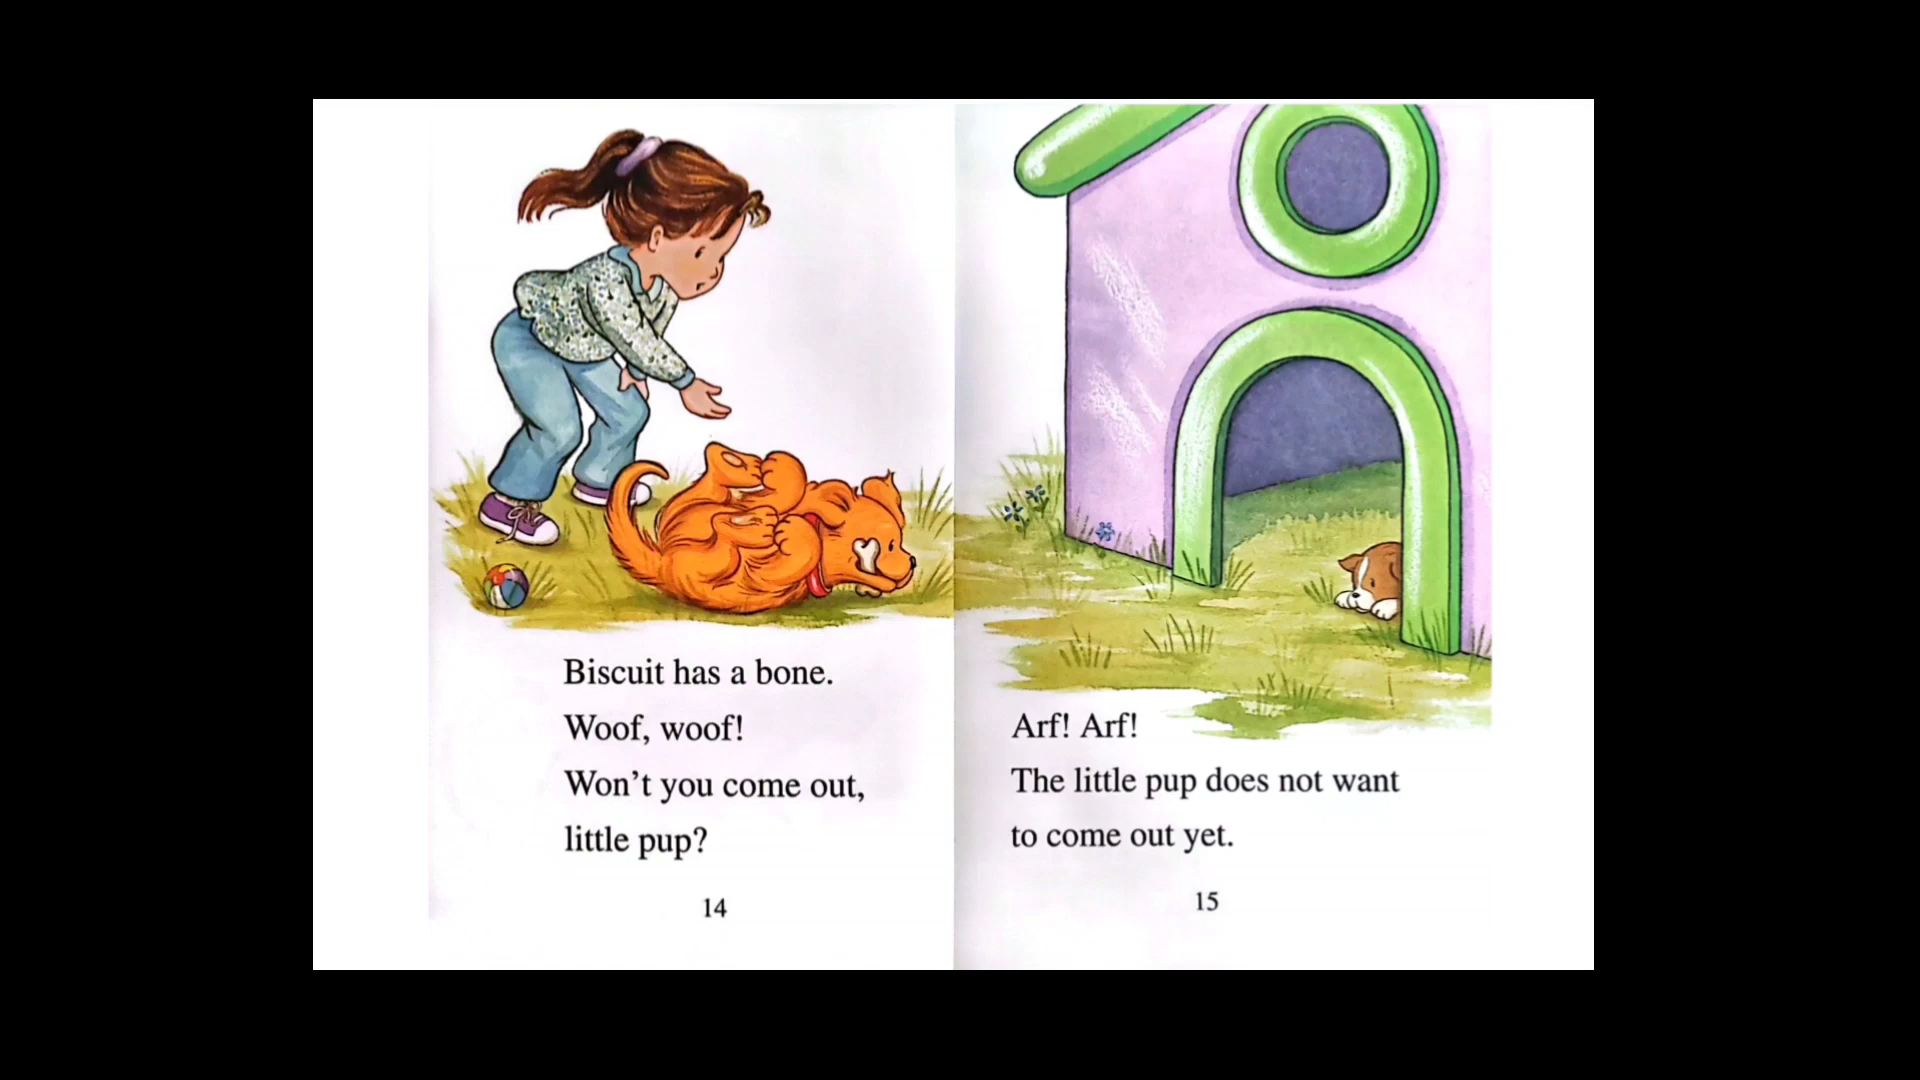 Biscuit has a bone.
Woof, woof!
Won’t you come out,
little pup?
14
Arf! Arf!
The little pup does not want
to come out yet.
15